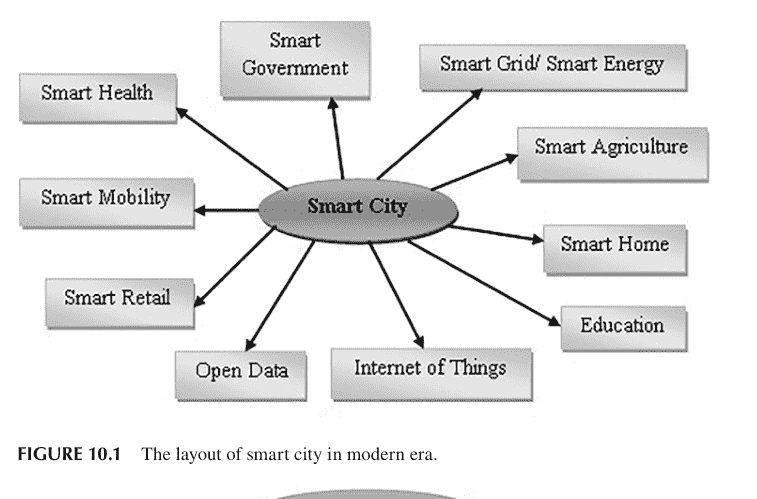 Smart
Government
Smart Grid/ Smart Energy
Smart Health
Smart Agriculture
Smart Mobility
Smart City
Smart Home
Smart Retail
Education
Open Data
Internet of Things
FIGURE 10.1 The layout of smart city in modern era.